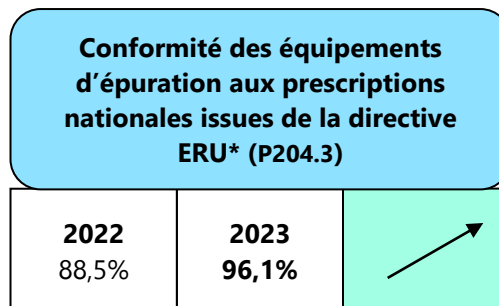 Conformité des équipements
d’épuration aux prescriptions
nationales issues de la directive
ERU* (P204.3)
2022 2023
88,5% 96,1%